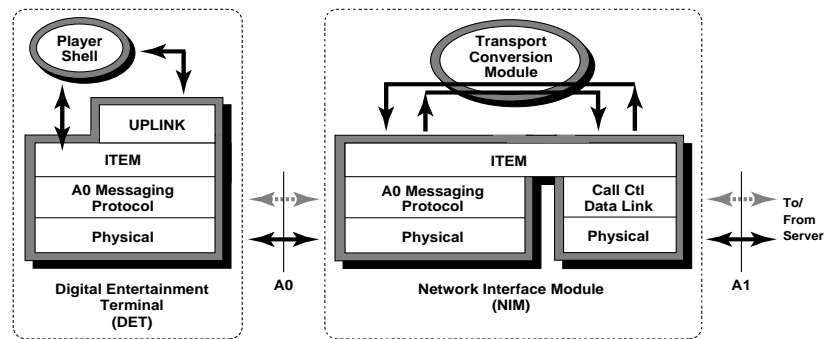 Player
Shell
UPLINK
ITEM
A0 Messaging
Protocol
Physical
Digital Entertainment
Terminal
(DET)
A0
Transport
Conversion
Module
ITEM
A0 Messaging
Protocol
Physical
Call Ctl
Data Link
Physical
Network Interface Module
(NIM)
A1
To/
From
Server